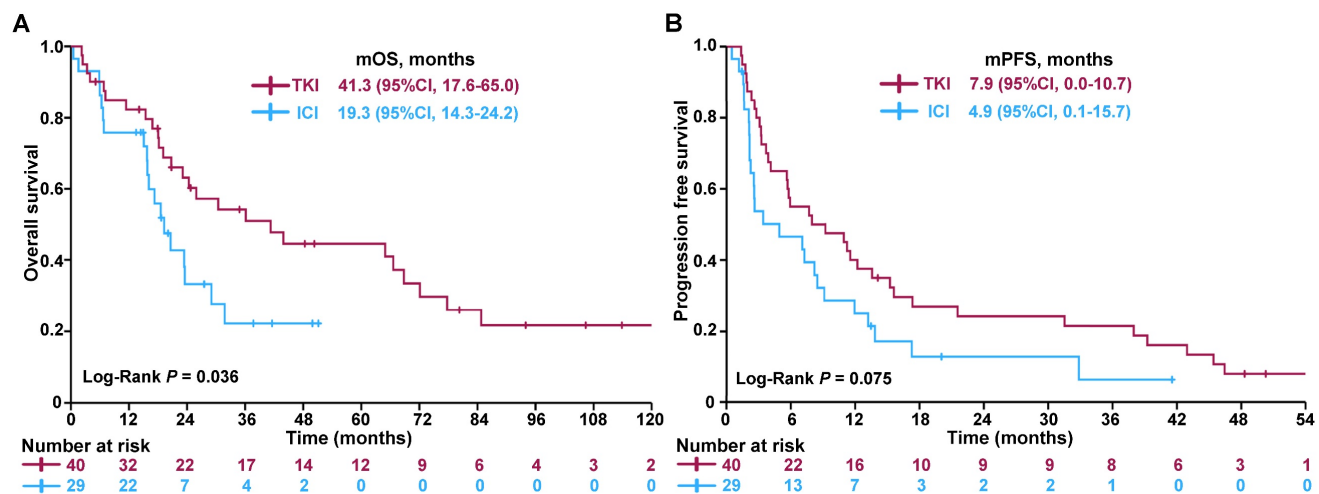 A
mOS, months
TKI 41.3 (95%CI, 17.6-65.0)
ICI 19.3 (95%CI, 14.3-24.2)
Overall survival
1.0
0.8
0.6
0.4
0.2
0
Log-Rank P = 0.036
0 12 24 36 48 60 72 84 96 108 120
Time (months)
Number at risk
40 32 22 17 14 12 9 6 4 3 2
29 22 7 4 2 0 0 0 0 0 0
B
mPFS, months
TKI 7.9 (95%CI, 0.0-10.7)
ICI 4.9 (95%CI, 0.1-15.7)
Progression free survival
1.0
0.8
0.6
0.4
0.2
0
Log-Rank P = 0.075
0 6 12 18 24 30 36 42 48 54
Time (months)
Number at risk
40 22 16 10 9 9 8 6 3 1
29 13 7 3 2 2 1 0 0 0